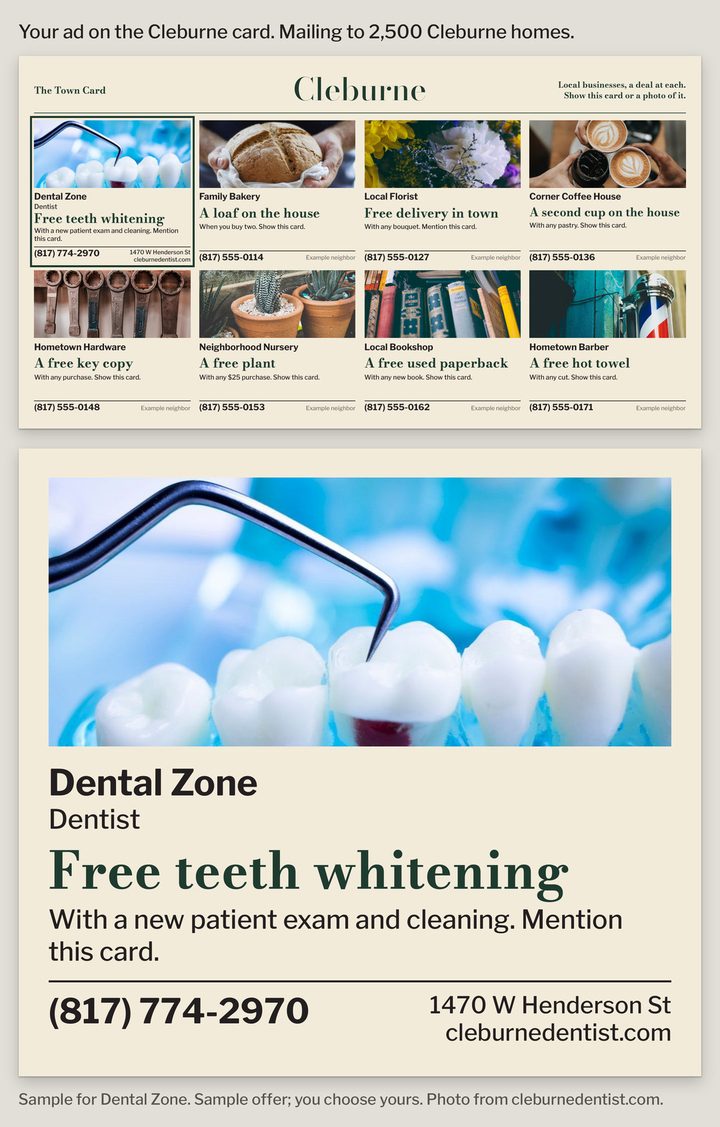 Your ad on the Cleburne card. Mailing to 2,500 Cleburne homes.
The Town Card
Cleburne
Local businesses, a deal at each.
Show this card or a photo of it.
Dental Zone
Dentist
Free teeth whitening
With a new patient exam and cleaning. Mention
this card.
(817) 774-2970
1470 W Henderson St
cleburnedentist.com
Family Bakery
A loaf on the house
When you buy two. Show this card.
(817) 555-0114
Example neighbor
Local Florist
Free delivery in town
With any bouquet. Mention this card.
(817) 555-0127
Example neighbor
Corner Coffee House
A second cup on the house
With any pastry. Show this card.
(817) 555-0136
Example neighbor
Hometown Hardware
A free key copy
With any purchase. Show this card.
(817) 555-0148
Example neighbor
Neighborhood Nursery
A free plant
With any $25 purchase. Show this card.
(817) 555-0153
Example neighbor
Local Bookshop
A free used paperback
With any new book. Show this card.
(817) 555-0162
Example neighbor
Hometown Barber
A free hot towel
With any cut. Show this card.
(817) 555-0171
Example neighbor
Dental Zone
Dentist
Free teeth whitening
With a new patient exam and cleaning. Mention
this card.
(817) 774-2970
1470 W Henderson St
cleburnedentist.com
Sample for Dental Zone. Sample offer; you choose yours. Photo from cleburnedentist.com.